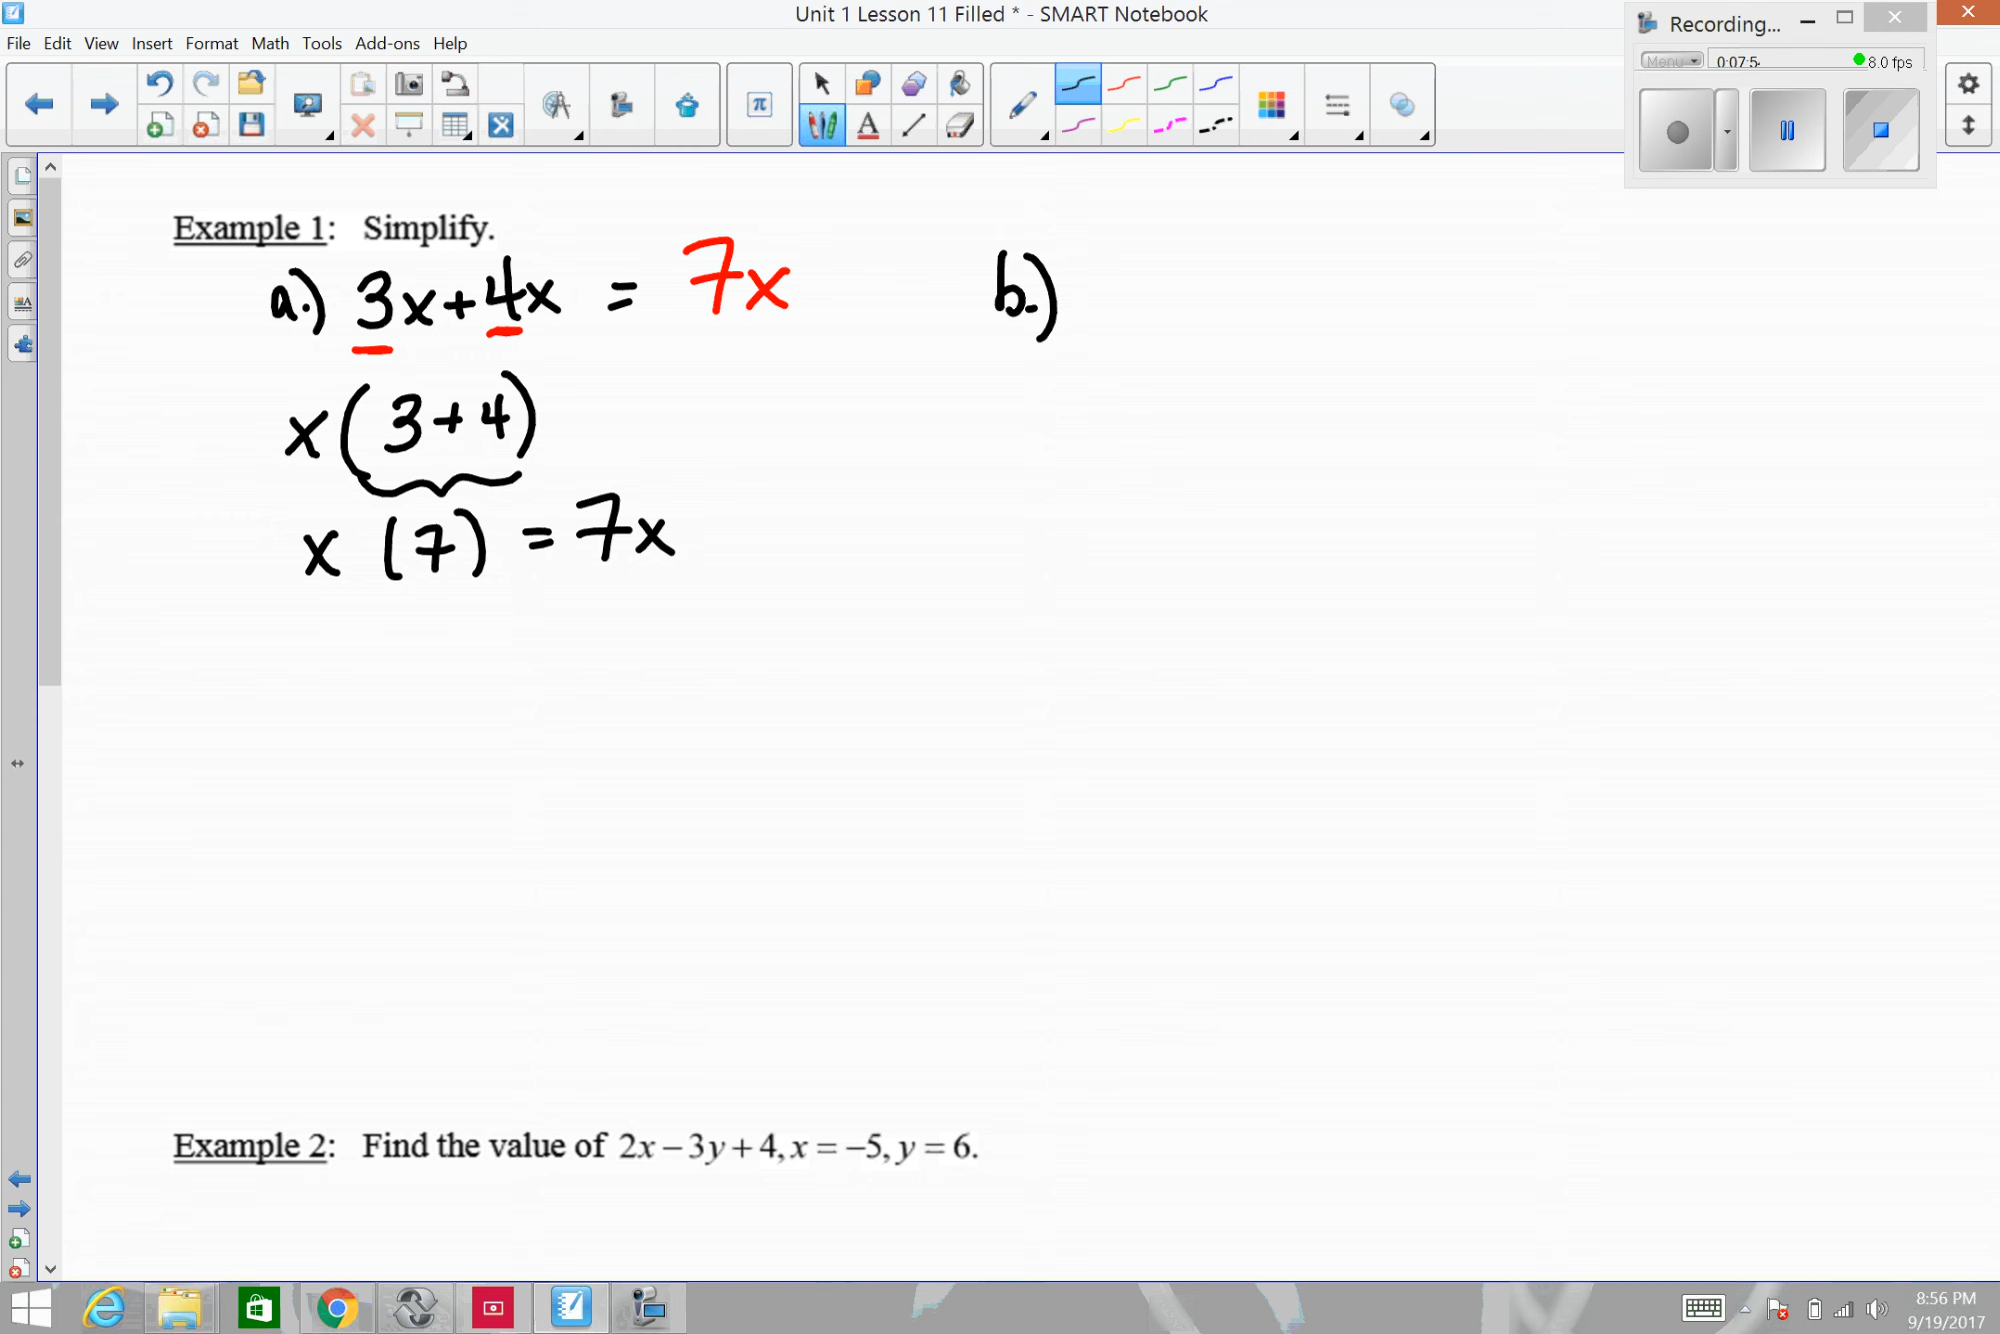 Unit 1 Lesson 11 Filled * - SMART Notebook
Recording...
File Edit View Insert Format Math Tools Add-ons Help
Menu 0:07:5 8.0 fps
π
A
Example 1: Simplify.
a.) 3x+4x = 7x b.)
x(3+4)
x (7) = 7x
Example 2: Find the value of 2x − 3y + 4, x = −5, y = 6.
8:56 PM
9/19/2017